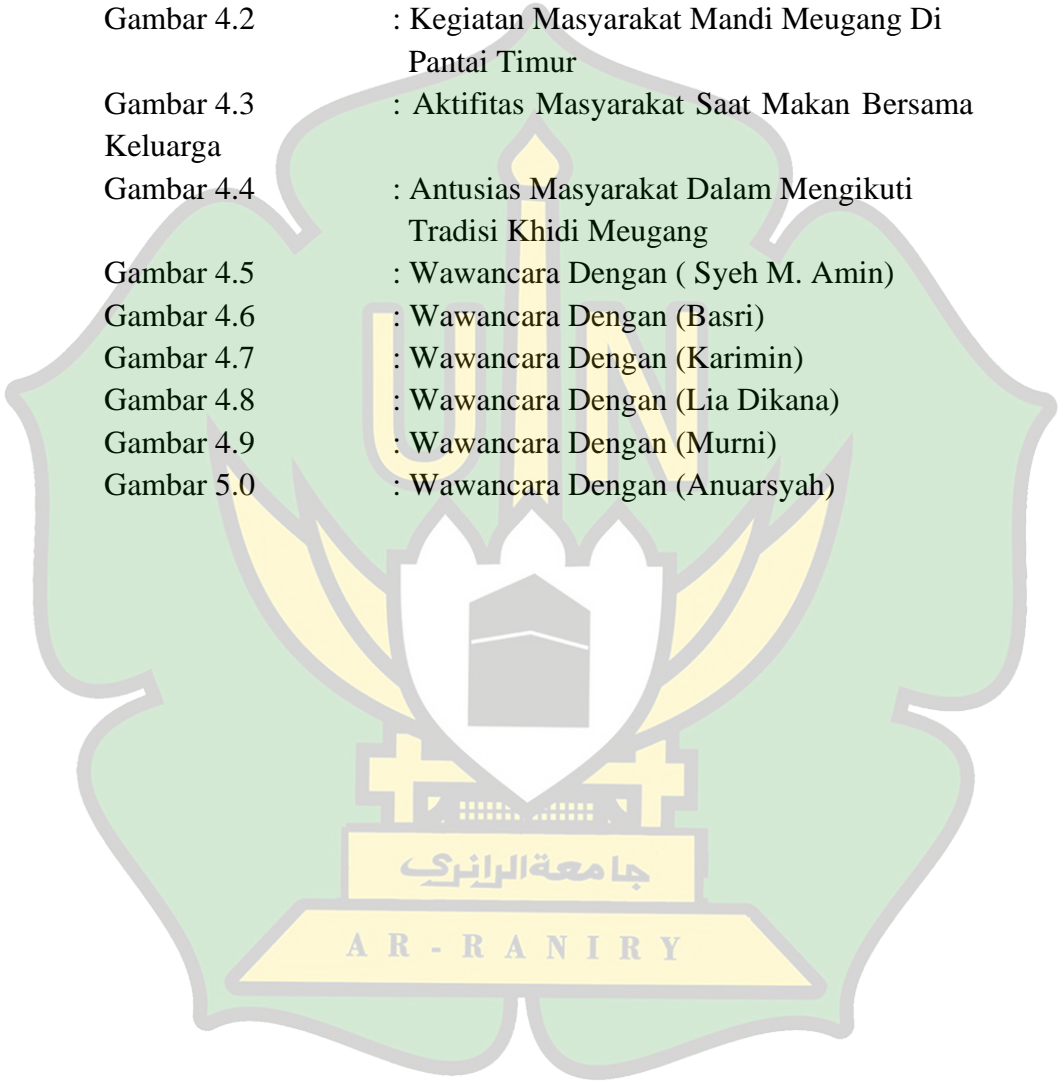 Gambar 4.2 : Kegiatan Masyarakat Mandi Meugang Di
Pantai Timur
Gambar 4.3 : Aktifitas Masyarakat Saat Makan Bersama
Keluarga
Gambar 4.4 : Antusias Masyarakat Dalam Mengikuti
Tradisi Khidi Meugang
Gambar 4.5 : Wawancara Dengan ( Syeh M. Amin)
Gambar 4.6 : Wawancara Dengan (Basri)
Gambar 4.7 : Wawancara Dengan (Karimin)
Gambar 4.8 : Wawancara Dengan (Lia Dikana)
Gambar 4.9 : Wawancara Dengan (Murni)
Gambar 5.0 : Wawancara Dengan (Anuarsyah)
UIN
جامعةالرانري
AR-RANIRY